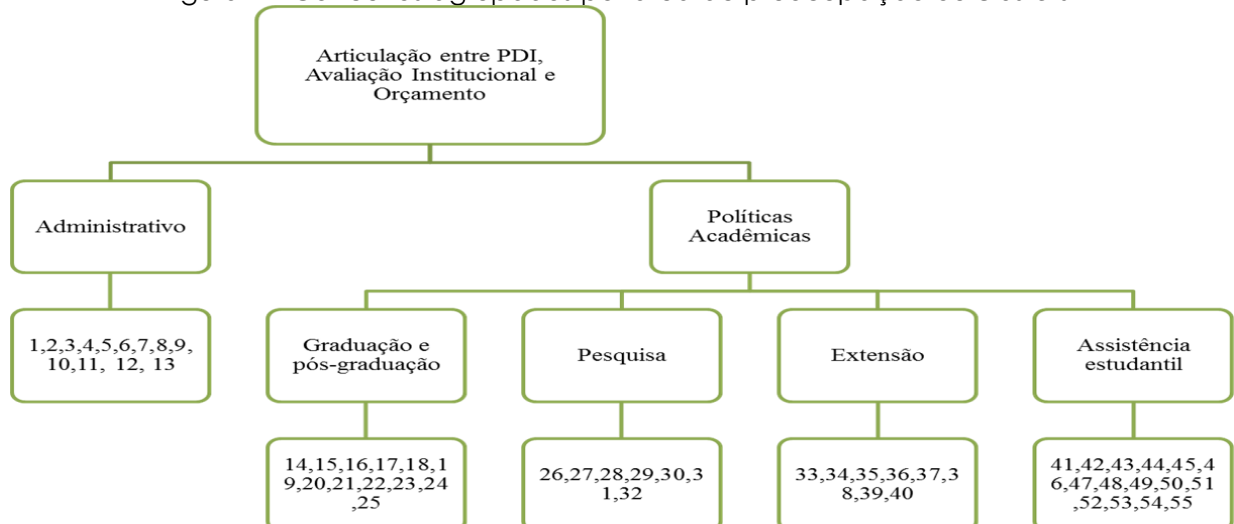 Articulação entre PDI,
Avaliação Institucional e
Orçamento
Administrativo
Políticas
Acadêmicas
1,2,3,4,5,6,7,8,9,
10,11, 12, 13
Graduação e
pós-graduação
Pesquisa
Extensão
Assistência
estudantil
14,15,16,17,18,1
9,20,21,22,23,24
,25
26,27,28,29,30,3
1,32
33,34,35,36,37,3
8,39,40
41,42,43,44,45,4
6,47,48,49,50,51
,52,53,54,55